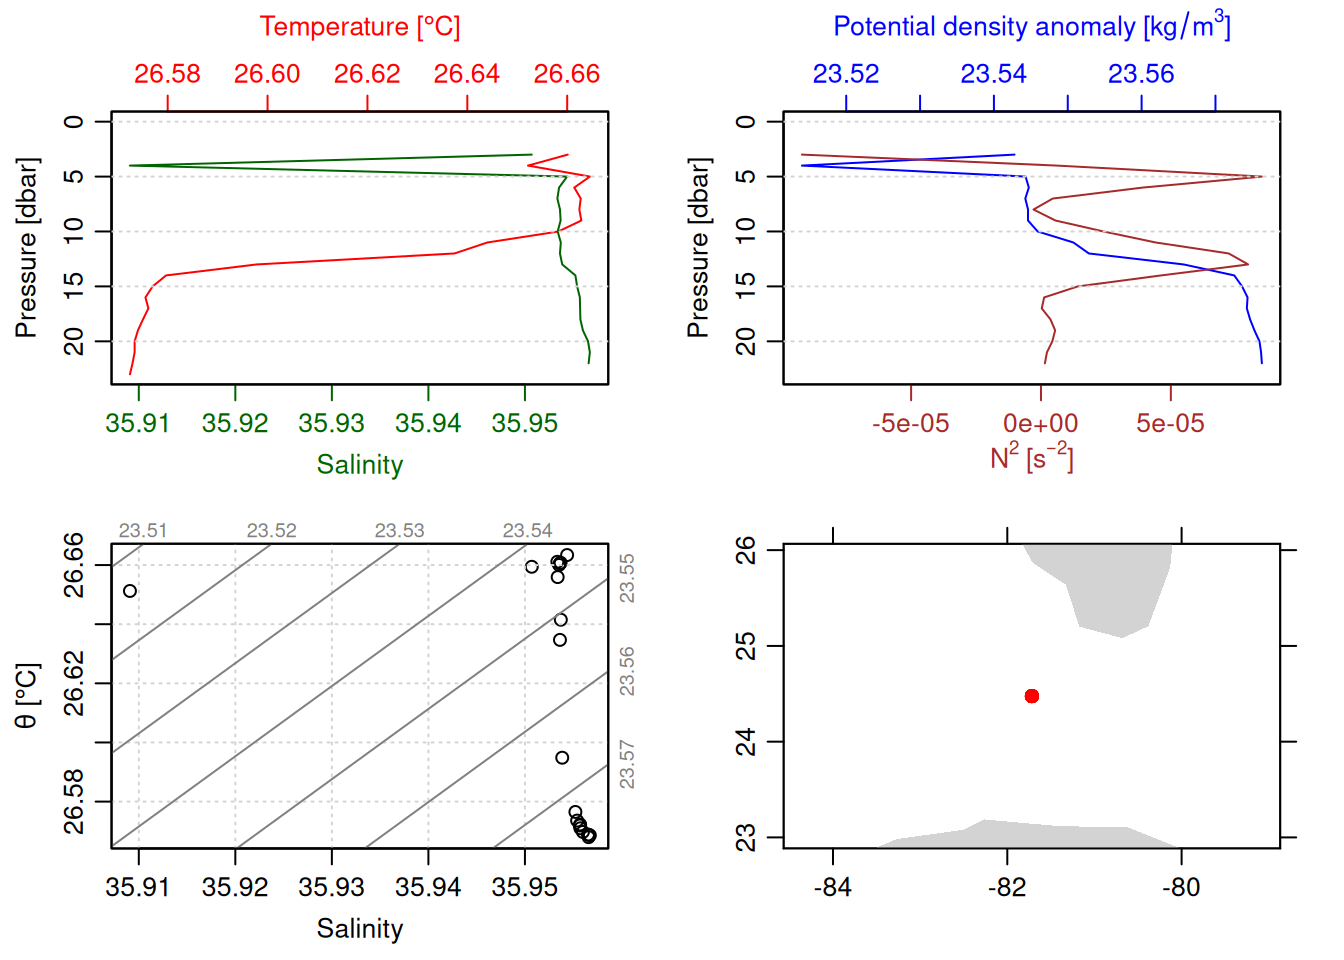 Temperature [°C]
26.58 26.60 26.62 26.64 26.66
Pressure [dbar]
0
5
10
15
20
35.91 35.92 35.93 35.94 35.95
Salinity
Potential density anomaly [kg/m³]
23.52 23.54 23.56
Pressure [dbar]
0
5
10
15
20
-5e-05 0e+00 5e-05
N² [s⁻²]
23.51 23.52 23.53 23.54
23.55
23.56
23.57
θ [°C]
26.66
26.62
26.58
35.91 35.92 35.93 35.94 35.95
Salinity
26
25
24
23
-84 -82 -80